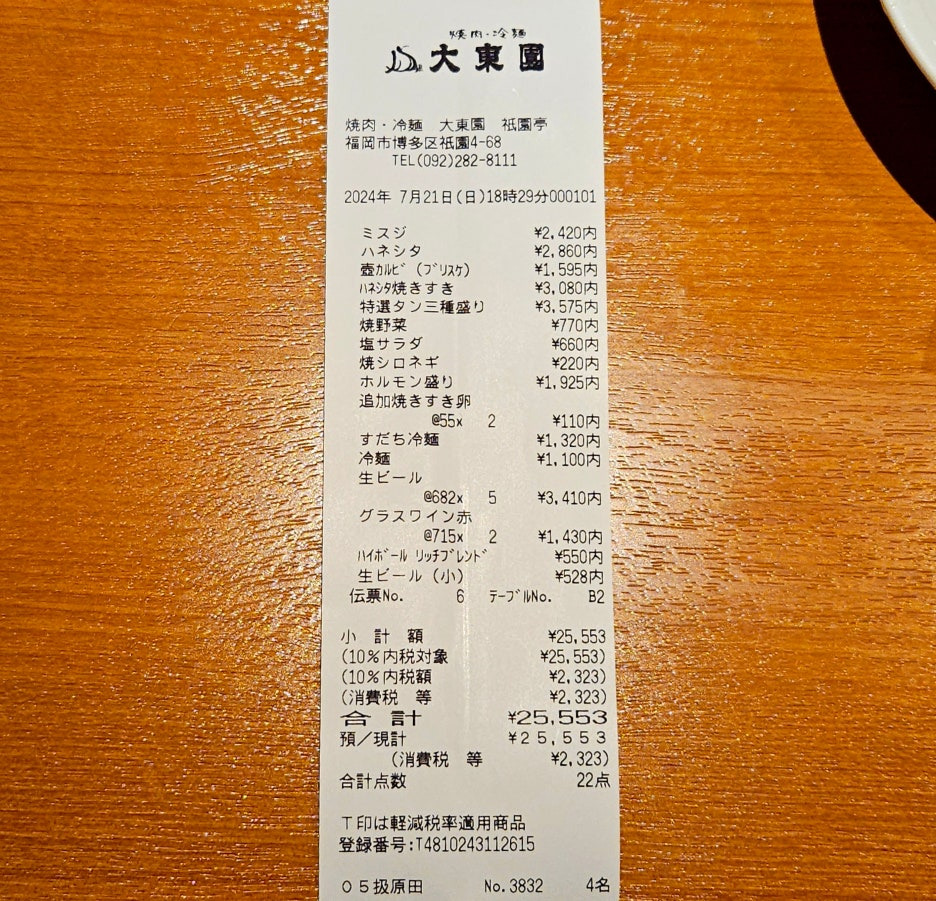 焼肉・冷麺
大東園
焼肉・冷麺 大東園 祇園亭
福岡市博多区祇園4-68
TEL(092)282-8111
2024年 7月21日(日)18時29分000101
ミスジ ¥2,420内
ハネシタ ¥2,860内
壺ｶﾙﾋﾞ(ﾌﾞﾘｽｹ) ¥1,595内
ﾊﾈｼﾀ焼きすき ¥3,080内
特選タン三種盛り ¥3,575内
焼野菜 ¥770内
塩サラダ ¥660内
焼シロネギ ¥220内
ホルモン盛り ¥1,925内
追加焼きすき卵
@55x 2 ¥110内
すだち冷麺 ¥1,320内
冷麺 ¥1,100内
生ビール
@682x 5 ¥3,410内
グラスワイン赤
@715x 2 ¥1,430内
ﾊｲﾎﾞｰﾙ ﾘｯﾁﾌﾞﾚﾝﾄﾞ ¥550内
生ビール(小) ¥528内
伝票No. 6 ﾃｰﾌﾞﾙNo. B2
小 計 額 ¥25,553
(10%内税対象 ¥25,553)
(10%内税額 ¥2,323)
(消費税 等 ¥2,323)
合 計 ¥25,553
預/現計 ¥25,553
(消費税 等 ¥2,323)
合計点数 22点
T印は軽減税率適用商品
登録番号:T4810243112615
05扱原田 No.3832 4名